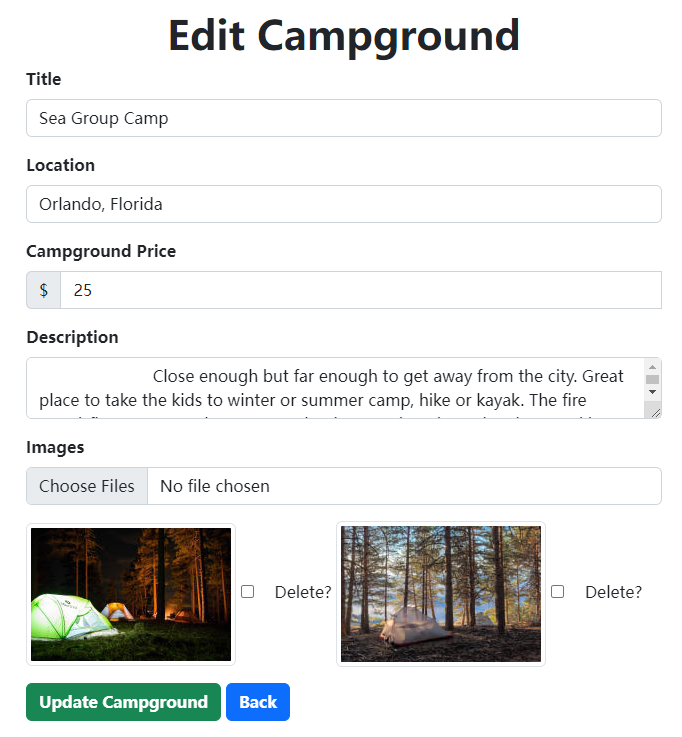 Edit Campground
Title
Sea Group Camp
Location
Orlando, Florida
Campground Price
$ 25
Description
Close enough but far enough to get away from the city. Great
place to take the kids to winter or summer camp, hike or kayak. The fire
Images
Choose Files No file chosen
Delete? Delete?
Update Campground Back